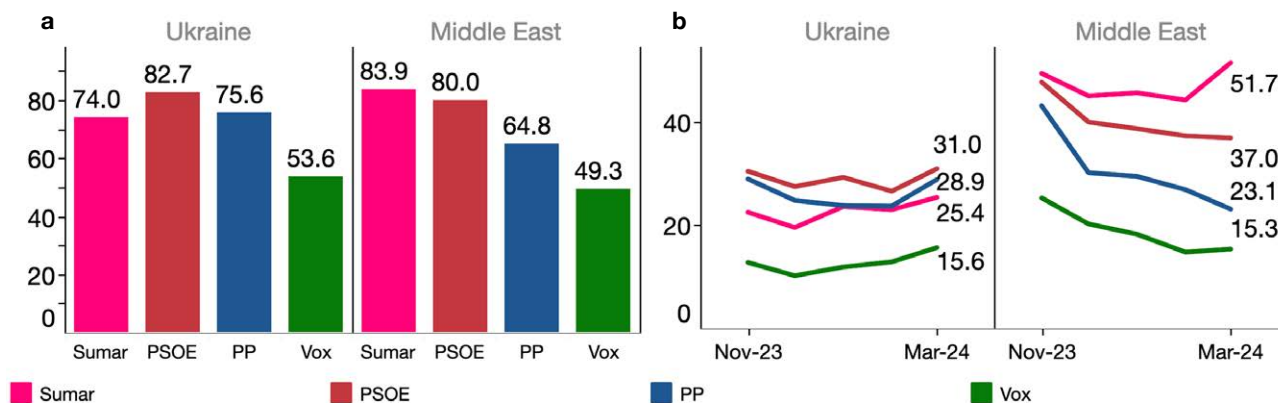 a
Ukraine Middle East
80
60
40
20
0
74.0 82.7 75.6 53.6 83.9 80.0 64.8 49.3
Sumar PSOE PP Vox Sumar PSOE PP Vox
b
Ukraine Middle East
40
20
0
31.0
28.9
25.4
15.6
51.7
37.0
23.1
15.3
Nov-23 Mar-24 Nov-23 Mar-24
Sumar PSOE PP Vox